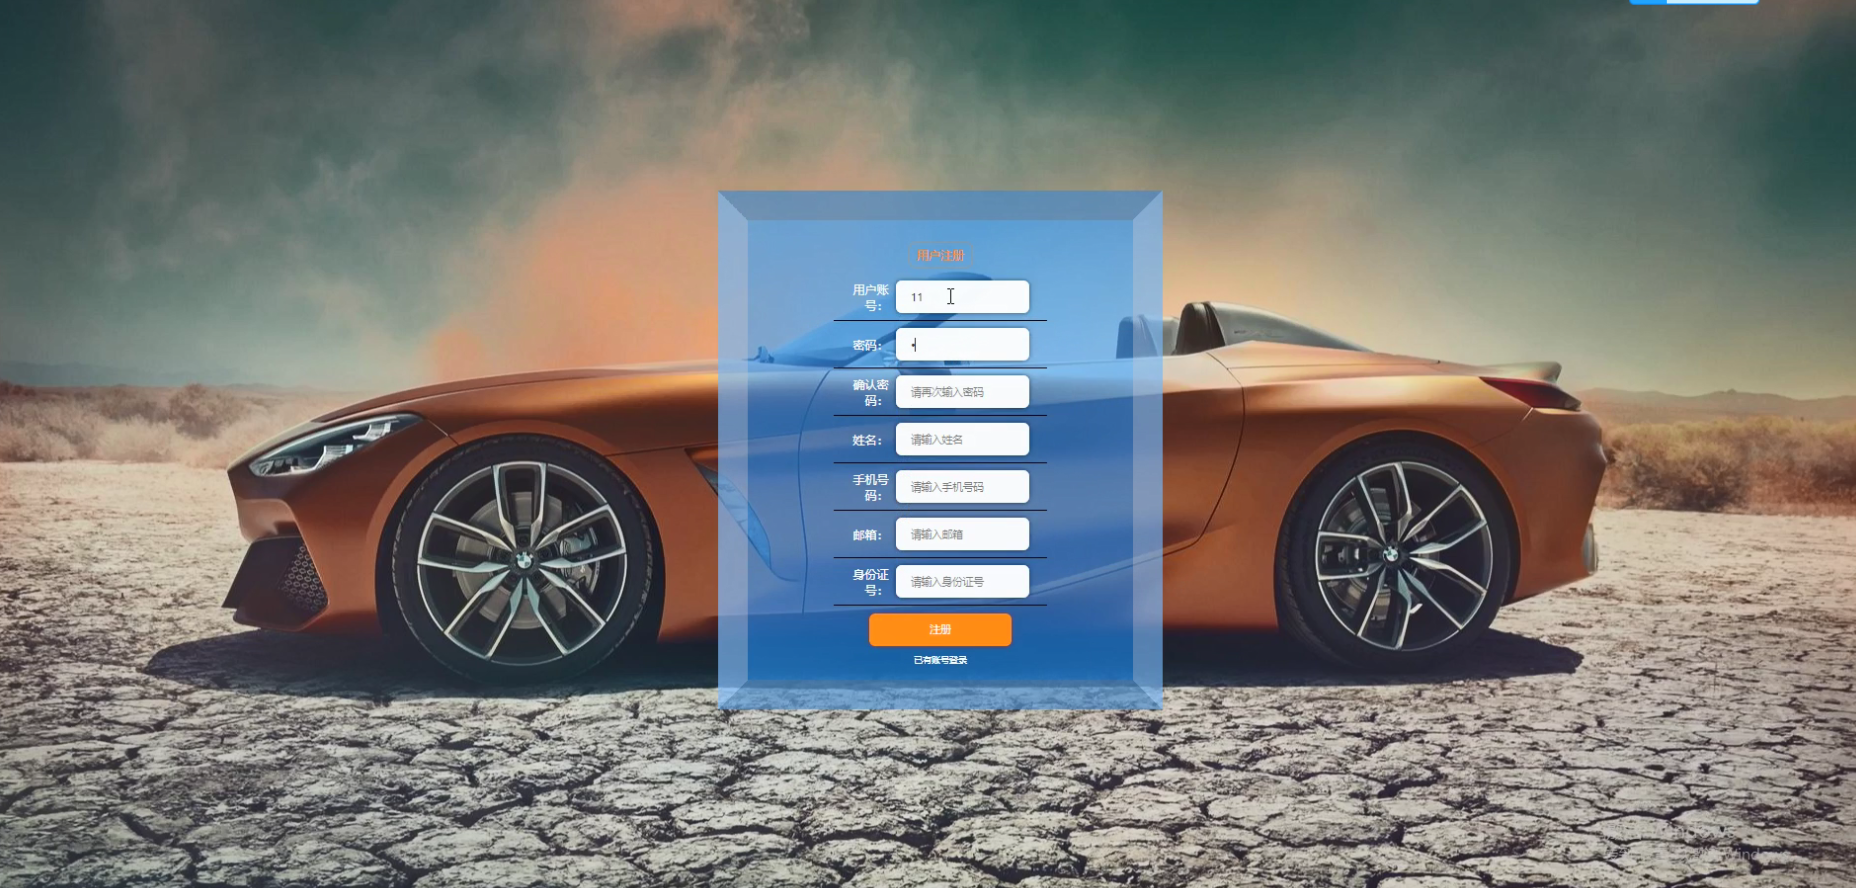 用户注册
用户账
号：
11
密码：
确认密
码：
请再次输入密码
姓名：
请输入姓名
手机号
码：
请输入手机号码
邮箱：
请输入邮箱
身份证
号：
请输入身份证号
注册
已有账号登录